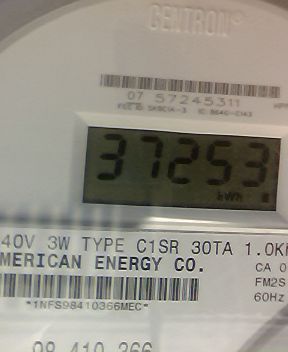 CENTRON®
07 57245311
37253
kWh
40V 3W TYPE C1SR 30TA 1.0K
MERICAN ENERGY CO.
CA 0
FM2S
60Hz
*1NFS98410366MEC*
98 410 366